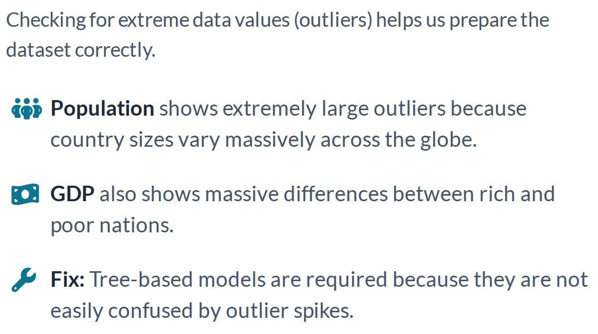 Checking for extreme data values (outliers) helps us prepare the
dataset correctly.
Population shows extremely large outliers because
country sizes vary massively across the globe.
GDP also shows massive differences between rich and
poor nations.
Fix: Tree-based models are required because they are not
easily confused by outlier spikes.